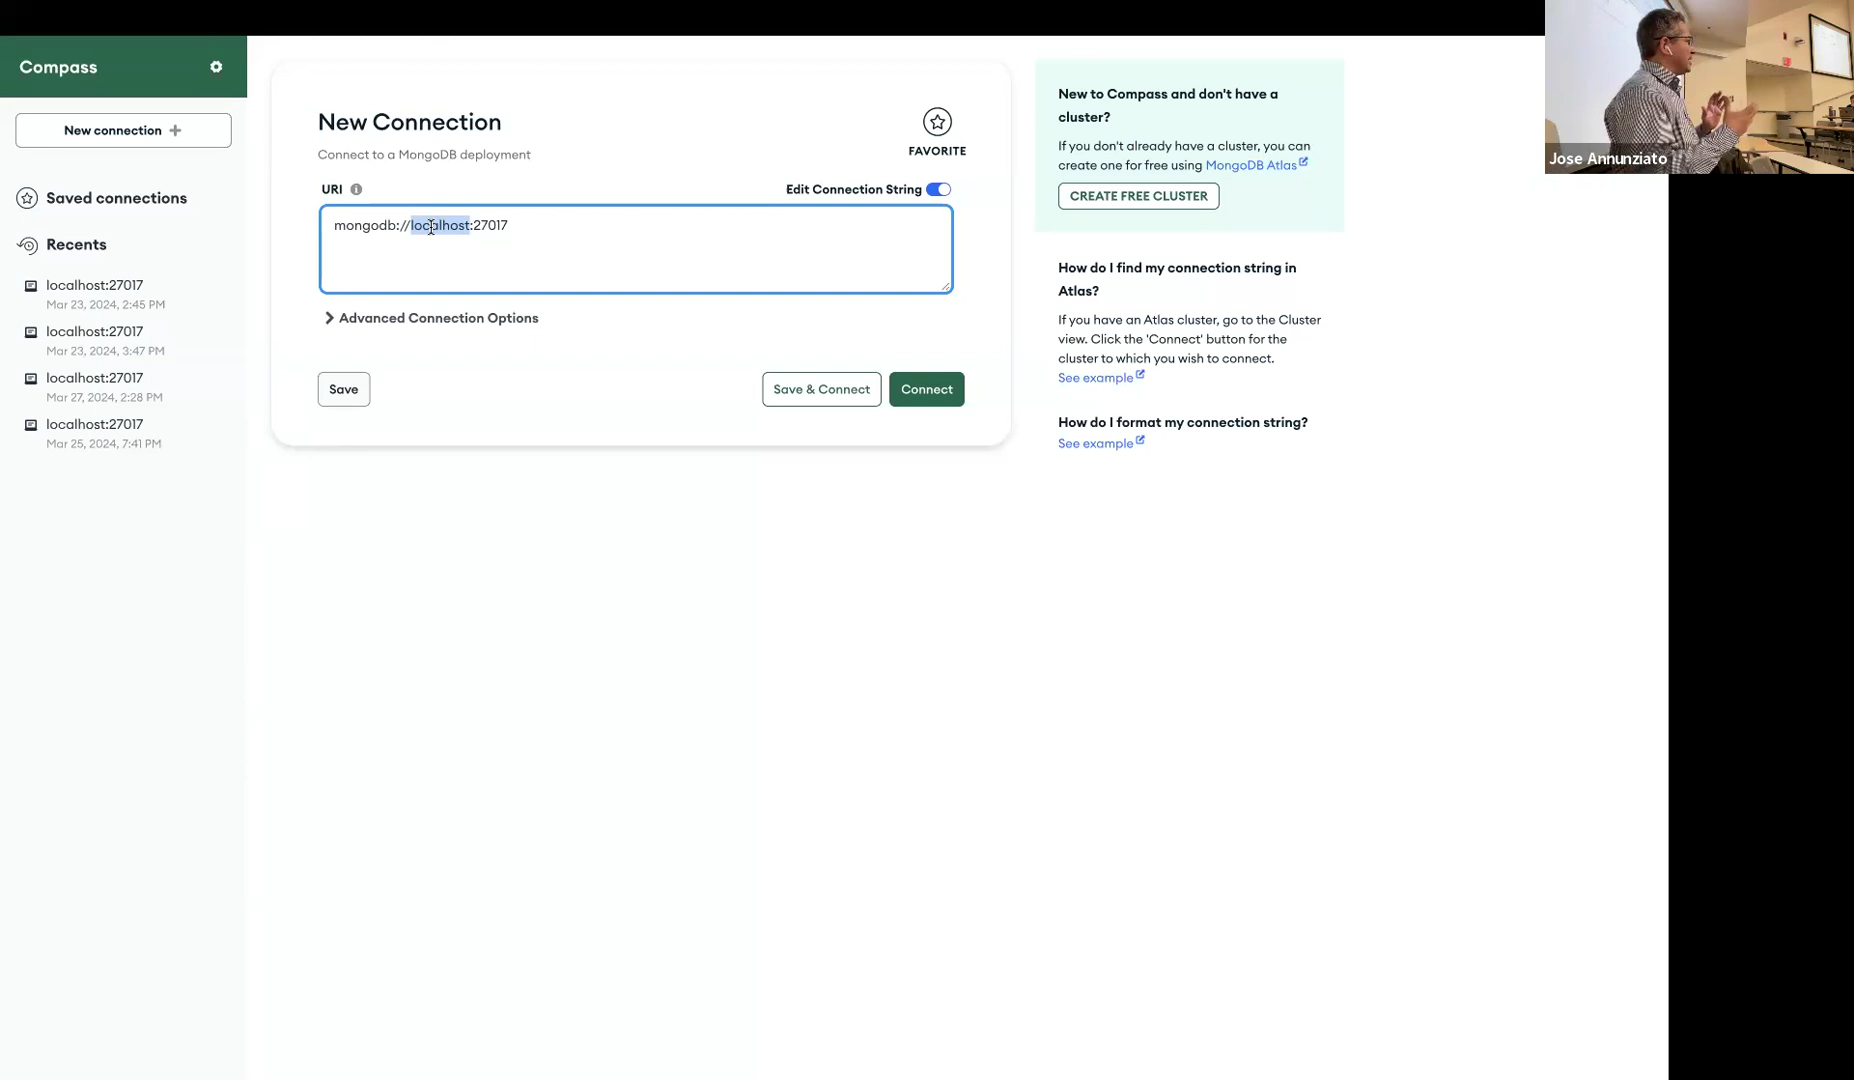 Compass
New connection +
Saved connections
Recents
localhost:27017
Mar 23, 2024, 2:45 PM
localhost:27017
Mar 23, 2024, 3:47 PM
localhost:27017
Mar 27, 2024, 2:28 PM
localhost:27017
Mar 25, 2024, 7:41 PM
New Connection
Connect to a MongoDB deployment
FAVORITE
URI
Edit Connection String
mongodb://localhost:27017
Advanced Connection Options
Save
Save & Connect
Connect
New to Compass and don't have a
cluster?
If you don't already have a cluster, you can
create one for free using MongoDB Atlas
CREATE FREE CLUSTER
How do I find my connection string in
Atlas?
If you have an Atlas cluster, go to the Cluster
view. Click the 'Connect' button for the
cluster to which you wish to connect.
See example
How do I format my connection string?
See example
Jose Annunziato